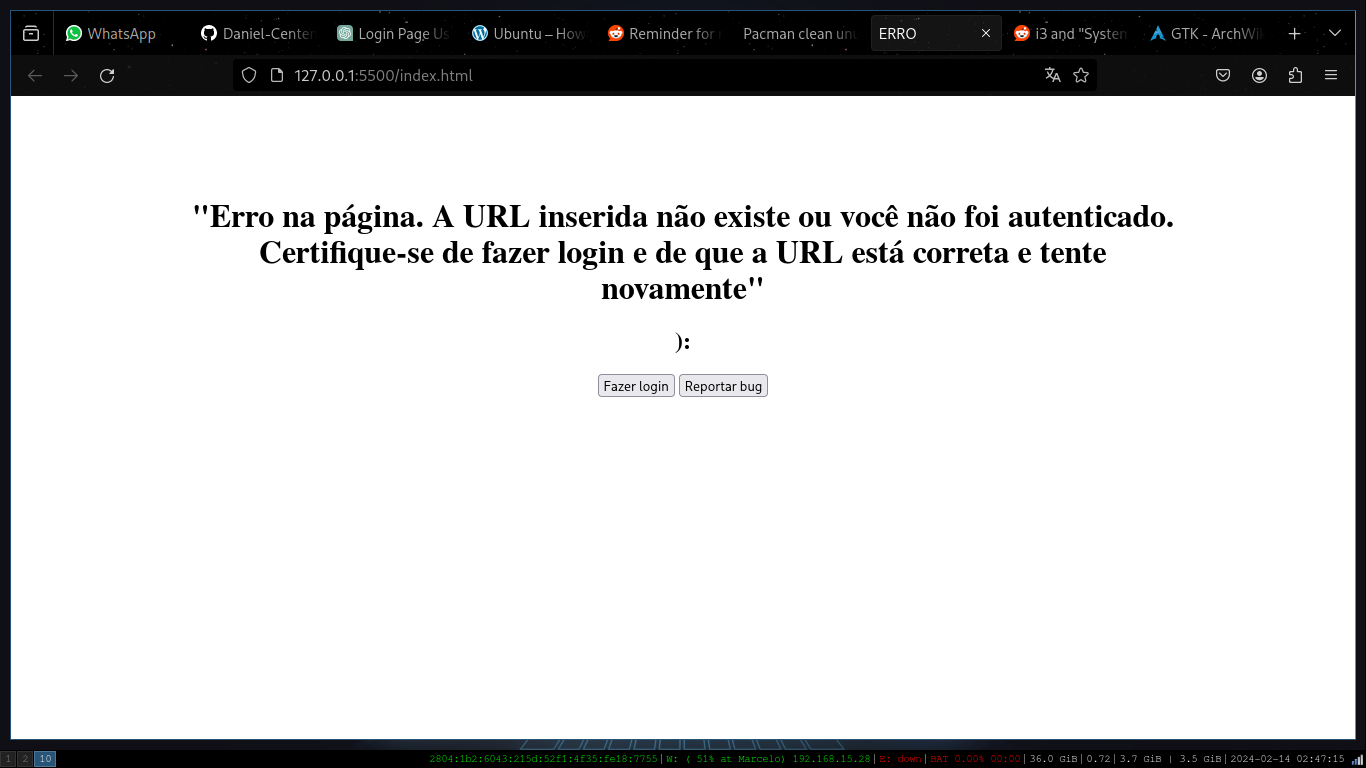 WhatsApp
Daniel-Center
Login Page Us
Ubuntu – How
Reminder for
Pacman clean unu
ERRO
i3 and "System
GTK - ArchWik
127.0.0.1:5500/index.html
"Erro na página. A URL inserida não existe ou você não foi autenticado.
Certifique-se de fazer login e de que a URL está correta e tente
novamente"
):
Fazer login
Reportar bug
1 2 10
2804:1b2:6043:215d:52f1:4f35:fe18:7755|W: ( 51% at Marcelo) 192.168.15.28|E: down|BAT 0.00% 00:00|36.0 GiB|0.72|3.7 GiB | 3.5 GiB|2024-02-14 02:47:15